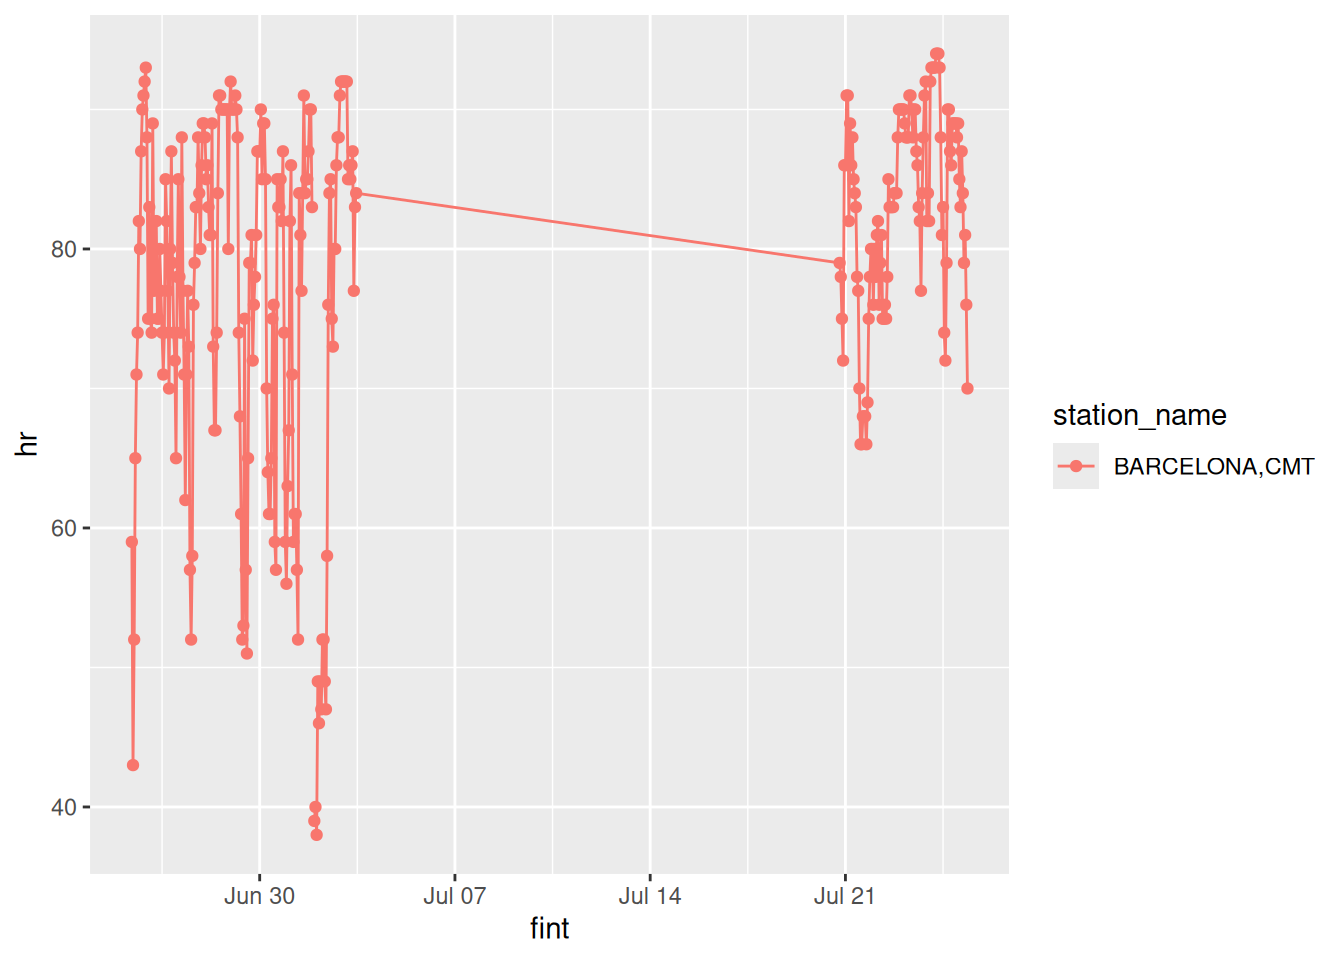 80
60
40
hr
Jun 30
Jul 07
Jul 14
Jul 21
fint
station_name
BARCELONA,CMT